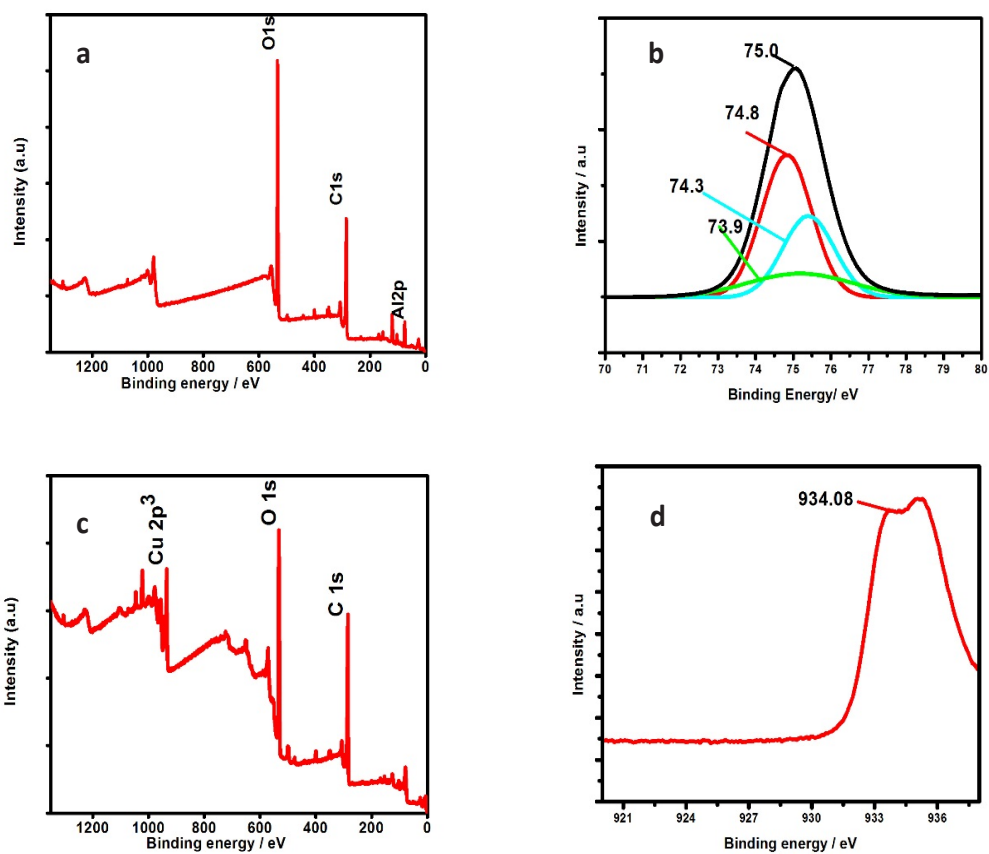 a
O1s
C1s
Al2p
Intensity (a.u)
1200 1000 800 600 400 200 0
Binding energy / eV
b
75.0
74.8
74.3
73.9
Intensity / a.u
70 71 72 73 74 75 76 77 78 79 80
Binding Energy/ eV
c
Cu 2p3
O 1s
C 1s
Intensity (a.u)
1200 1000 800 600 400 200 0
Binding energy / eV
d
934.08
Intensity / a.u
921 924 927 930 933 936
Binding energy / eV